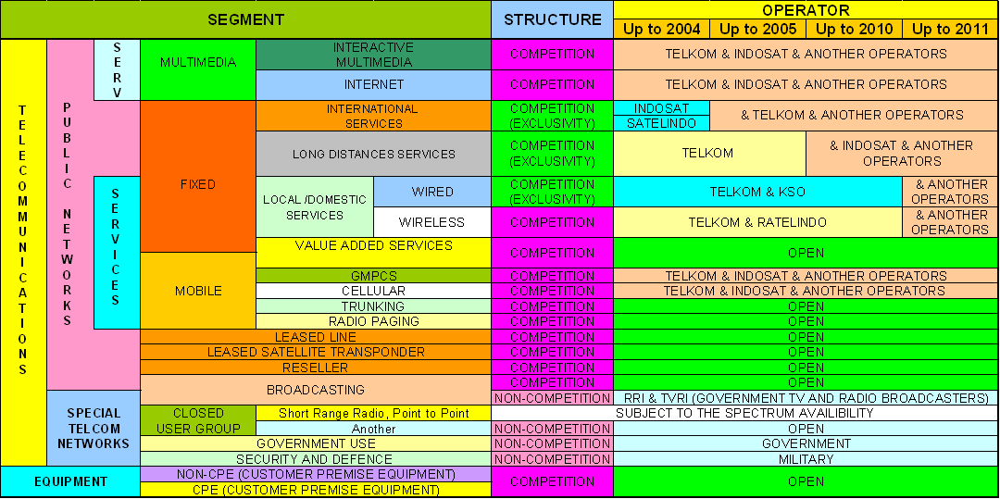 SEGMENT
STRUCTURE
OPERATOR
Up to 2004
Up to 2005
Up to 2010
Up to 2011
TELECOMMUNICATIONS
PUBLIC NETWORKS
SERV
MULTIMEDIA
INTERACTIVE
MULTIMEDIA
COMPETITION
TELKOM & INDOSAT & ANOTHER OPERATORS
INTERNET
COMPETITION
TELKOM & INDOSAT & ANOTHER OPERATORS
SERVICES
FIXED
INTERNATIONAL
SERVICES
COMPETITION
(EXCLUSIVITY)
INDOSAT
SATELINDO
& TELKOM & ANOTHER OPERATORS
LONG DISTANCES SERVICES
COMPETITION
(EXCLUSIVITY)
TELKOM
& INDOSAT & ANOTHER
OPERATORS
LOCAL /DOMESTIC
SERVICES
WIRED
COMPETITION
(EXCLUSIVITY)
TELKOM & KSO
& ANOTHER
OPERATORS
WIRELESS
COMPETITION
TELKOM & RATELINDO
& ANOTHER
OPERATORS
VALUE ADDED SERVICES
COMPETITION
OPEN
MOBILE
GMPCS
COMPETITION
TELKOM & INDOSAT & ANOTHER OPERATORS
CELLULAR
COMPETITION
TELKOM & INDOSAT & ANOTHER OPERATORS
TRUNKING
COMPETITION
OPEN
RADIO PAGING
COMPETITION
OPEN
LEASED LINE
COMPETITION
OPEN
LEASED SATELLITE TRANSPONDER
COMPETITION
OPEN
RESELLER
COMPETITION
OPEN
BROADCASTING
COMPETITION
OPEN
NON-COMPETITION
RRI & TVRI (GOVERNMENT TV AND RADIO BROADCASTERS)
SPECIAL
TELCOM
NETWORKS
CLOSED
USER GROUP
Short Range Radio, Point to Point
SUBJECT TO THE SPECTRUM AVAILIBILITY
Another
NON-COMPETITION
OPEN
GOVERNMENT USE
NON-COMPETITION
GOVERNMENT
SECURITY AND DEFENCE
NON-COMPETITION
MILITARY
EQUIPMENT
NON-CPE (CUSTOMER PREMISE EQUIPMENT)
CPE (CUSTOMER PREMISE EQUIPMENT)
COMPETITION
OPEN